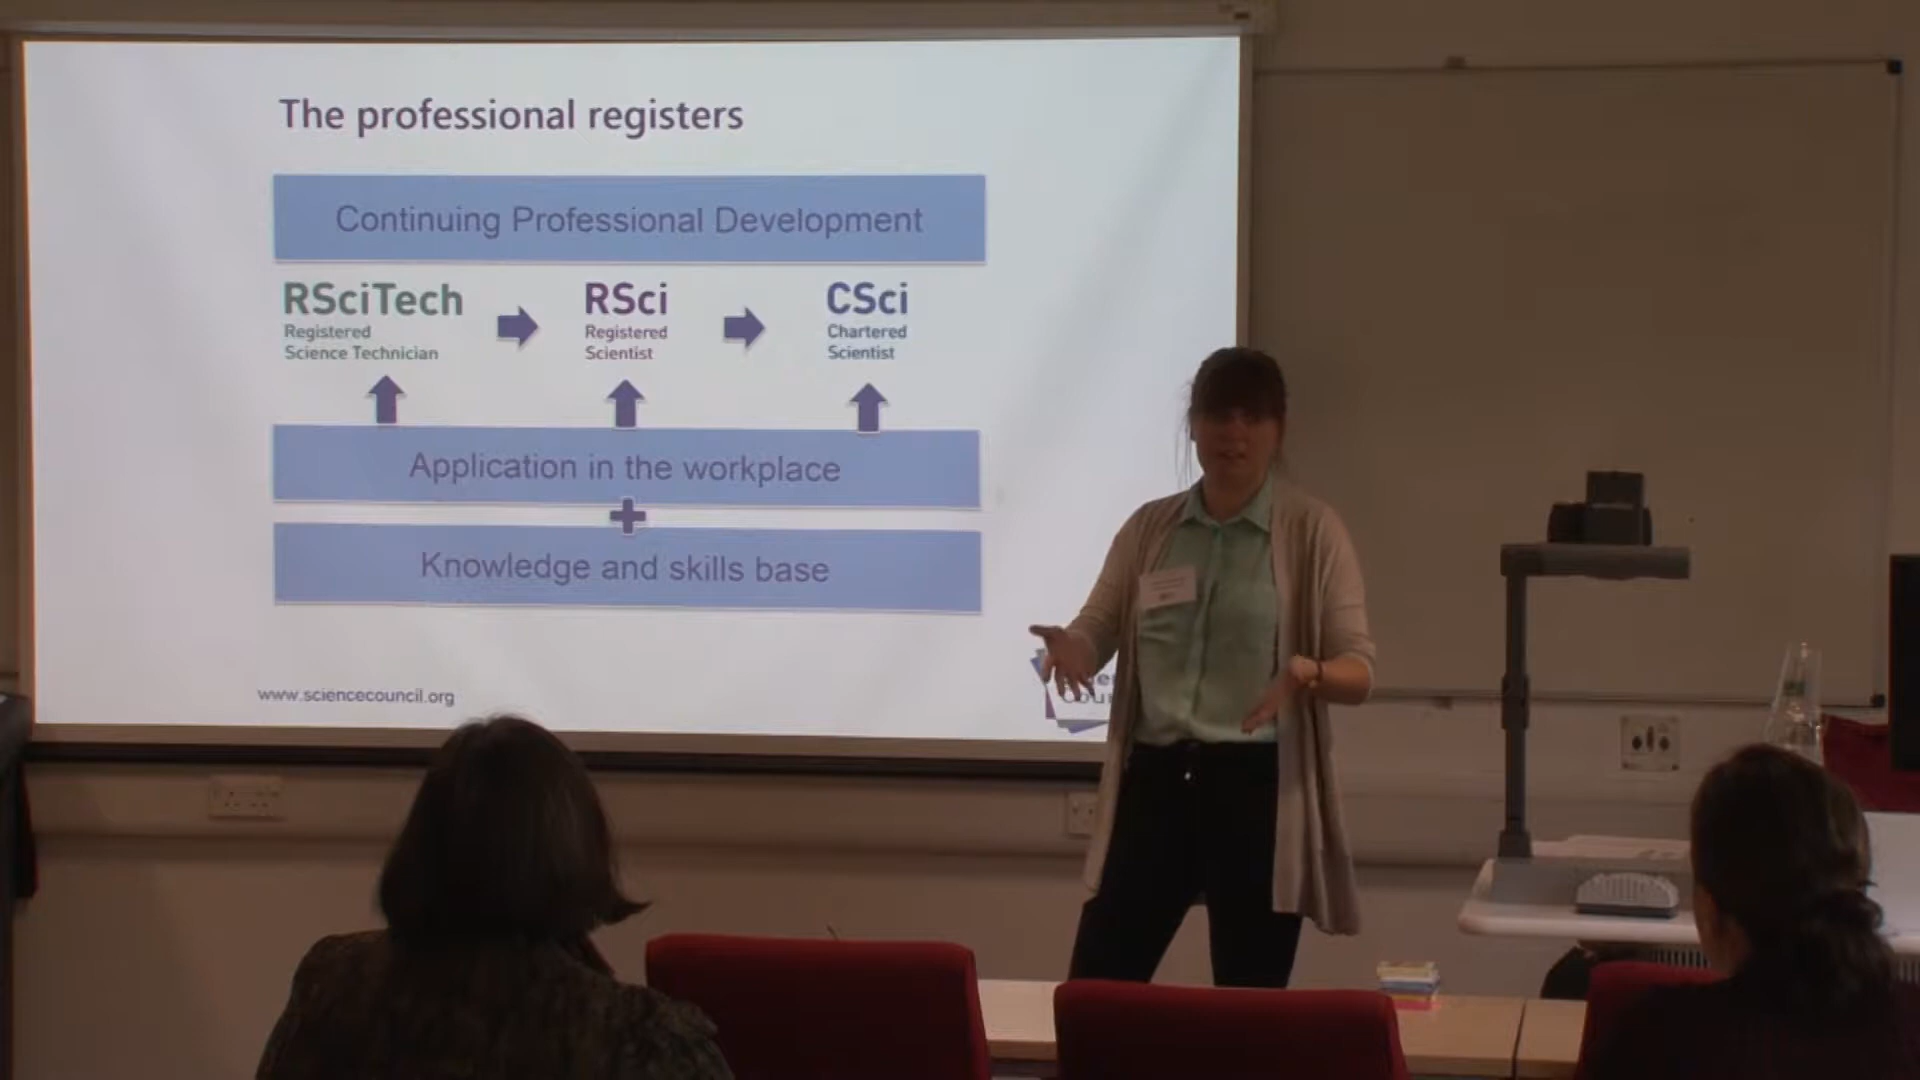 The professional registers
Continuing Professional Development
RSciTech
Registered
Science Technician
RSci
Registered
Scientist
CSci
Chartered
Scientist
Application in the workplace
+
Knowledge and skills base
www.sciencecouncil.org